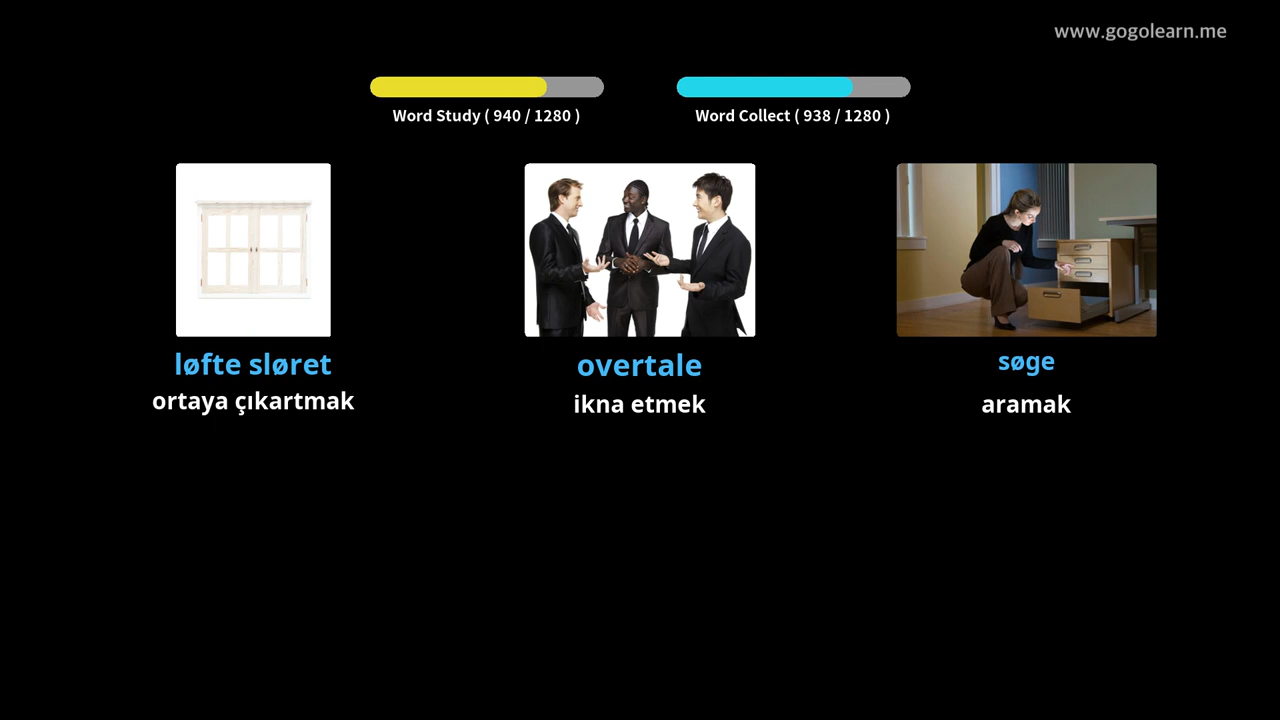 www.gogolearn.me
Word Study ( 940 / 1280 )
Word Collect ( 938 / 1280 )
løfte sløret
ortaya çıkartmak
overtale
ikna etmek
søge
aramak